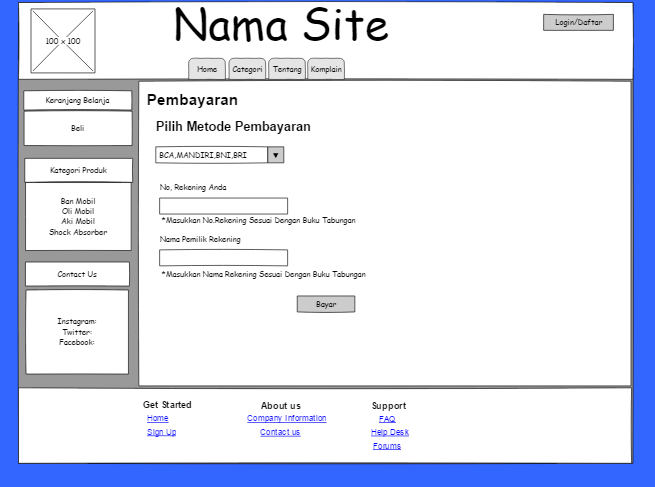 100 x 100
Nama Site
Login/Daftar
Home
Categori
Tentang
Komplain
Keranjang Belanja
Beli
Kategori Produk
Ban Mobil
Oli Mobil
Aki Mobil
Shock Absorber
Contact Us
Instagram:
Twitter:
Facebook:
Pembayaran
Pilih Metode Pembayaran
BCA,MANDIRI,BNI,BRI
No, Rekening Anda
*Masukkan No.Rekening Sesuai Dengan Buku Tabungan
Nama Pemilik Rekening
*Masukkan Nama Rekening Sesuai Dengan Buku Tabungan
Bayar
Get Started
Home
Sign Up
About us
Company Information
Contact us
Support
FAQ
Help Desk
Forums